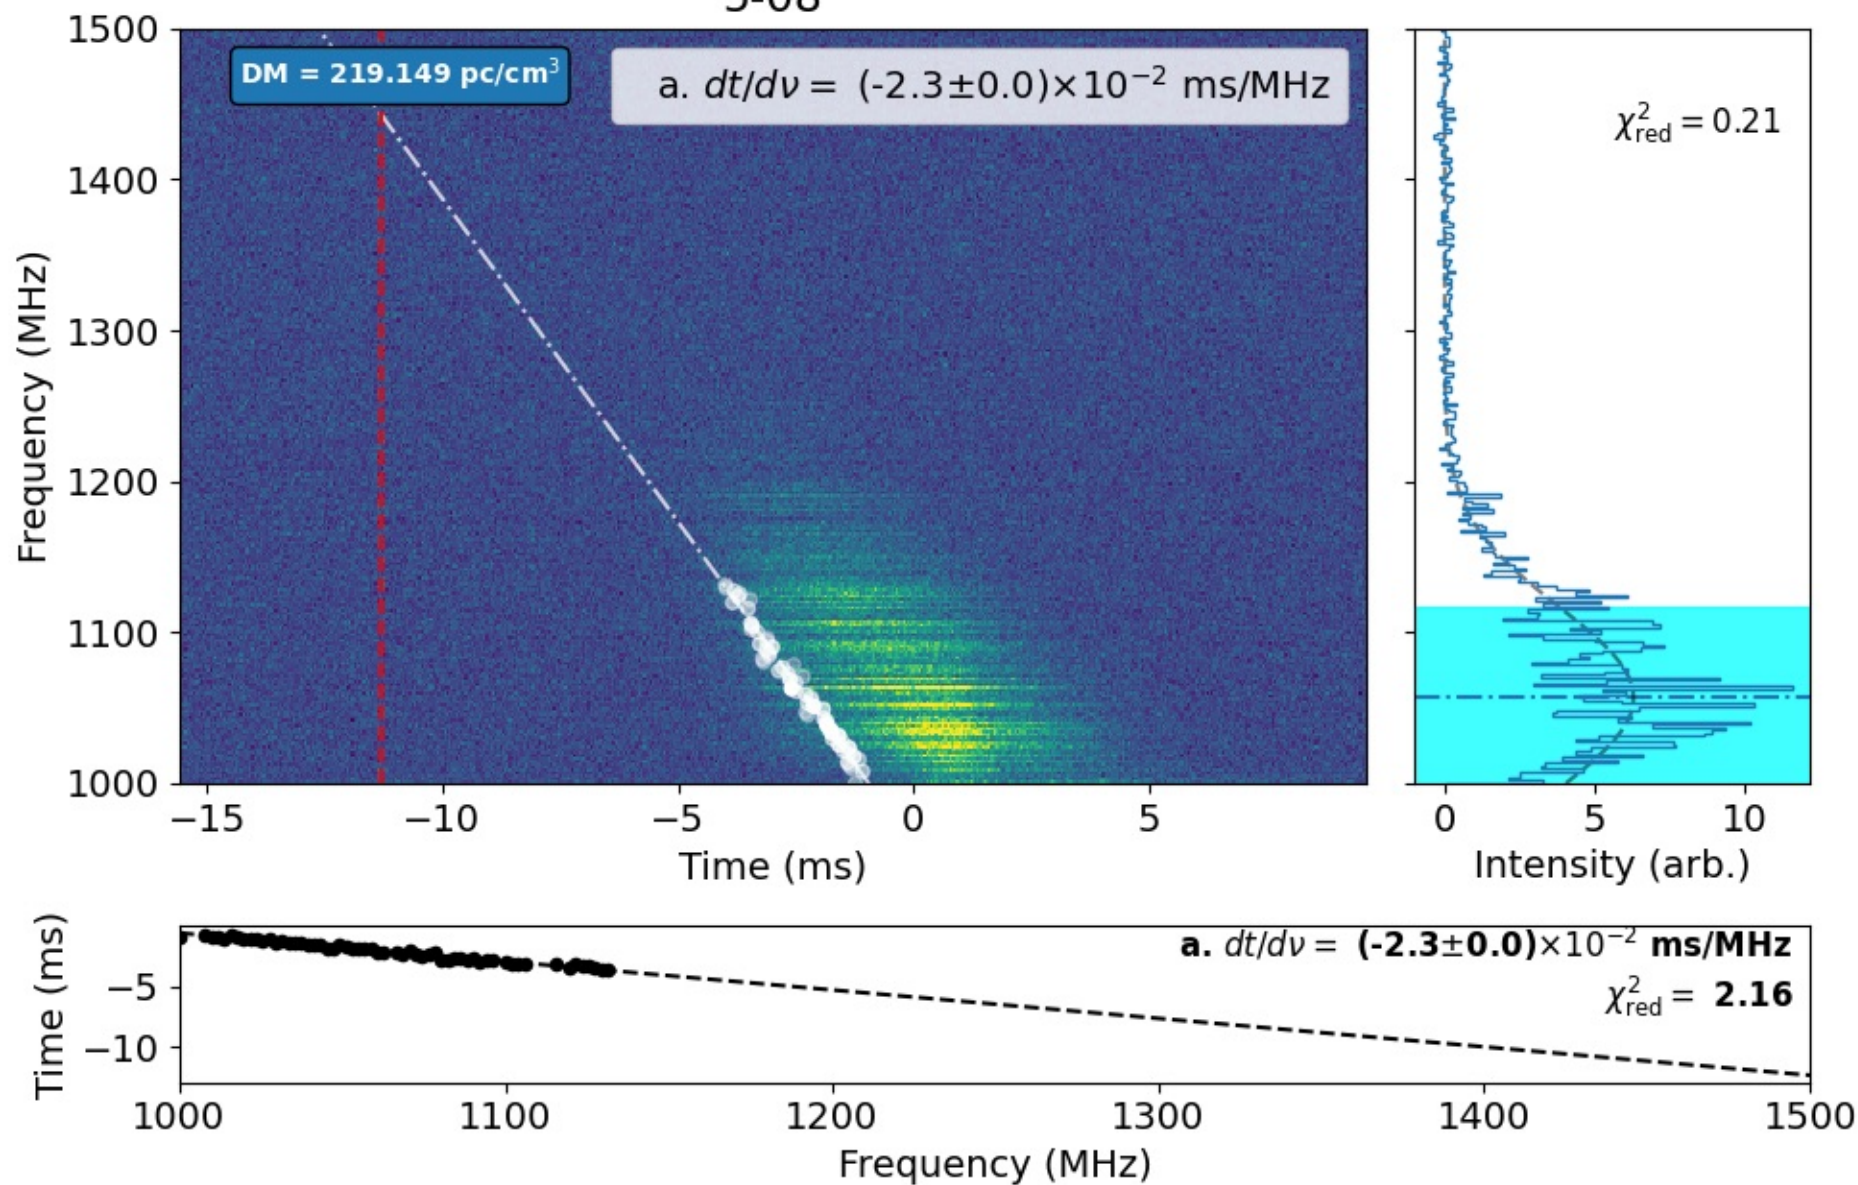 5-08
1500
1400
1300
1200
1100
1000
Frequency (MHz)
DM = 219.149 pc/cm³
a. dt/dν = (-2.3±0.0)×10⁻² ms/MHz
−15 −10 −5 0 5
Time (ms)
χ²red = 0.21
0 5 10
Intensity (arb.)
Time (ms)
−5
−10
a. dt/dν = (-2.3±0.0)×10⁻² ms/MHz
χ²red = 2.16
1000 1100 1200 1300 1400 1500
Frequency (MHz)